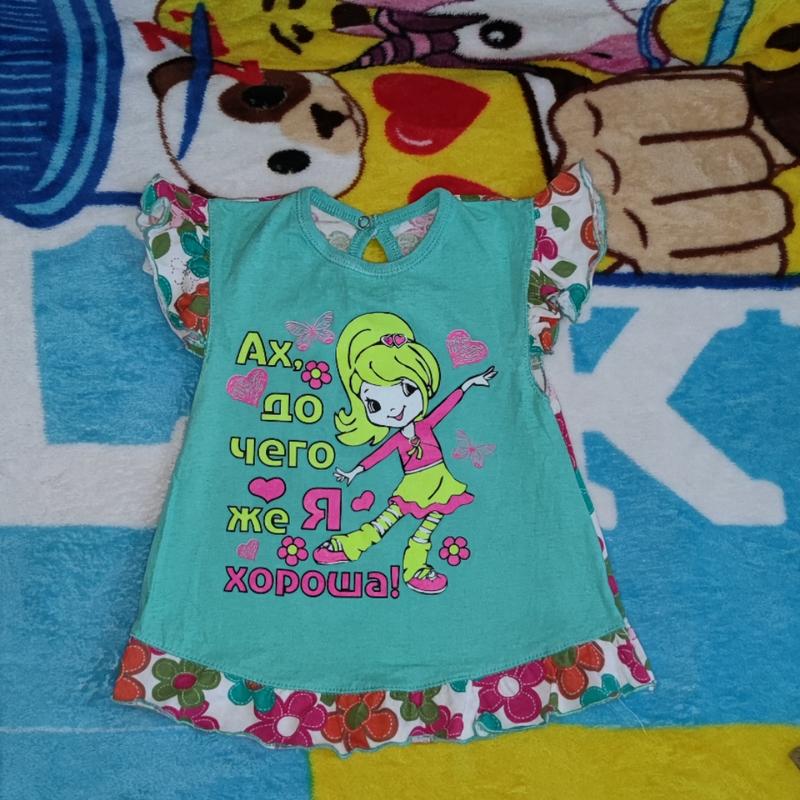 Ах,
до
чего
же Я
хороша!